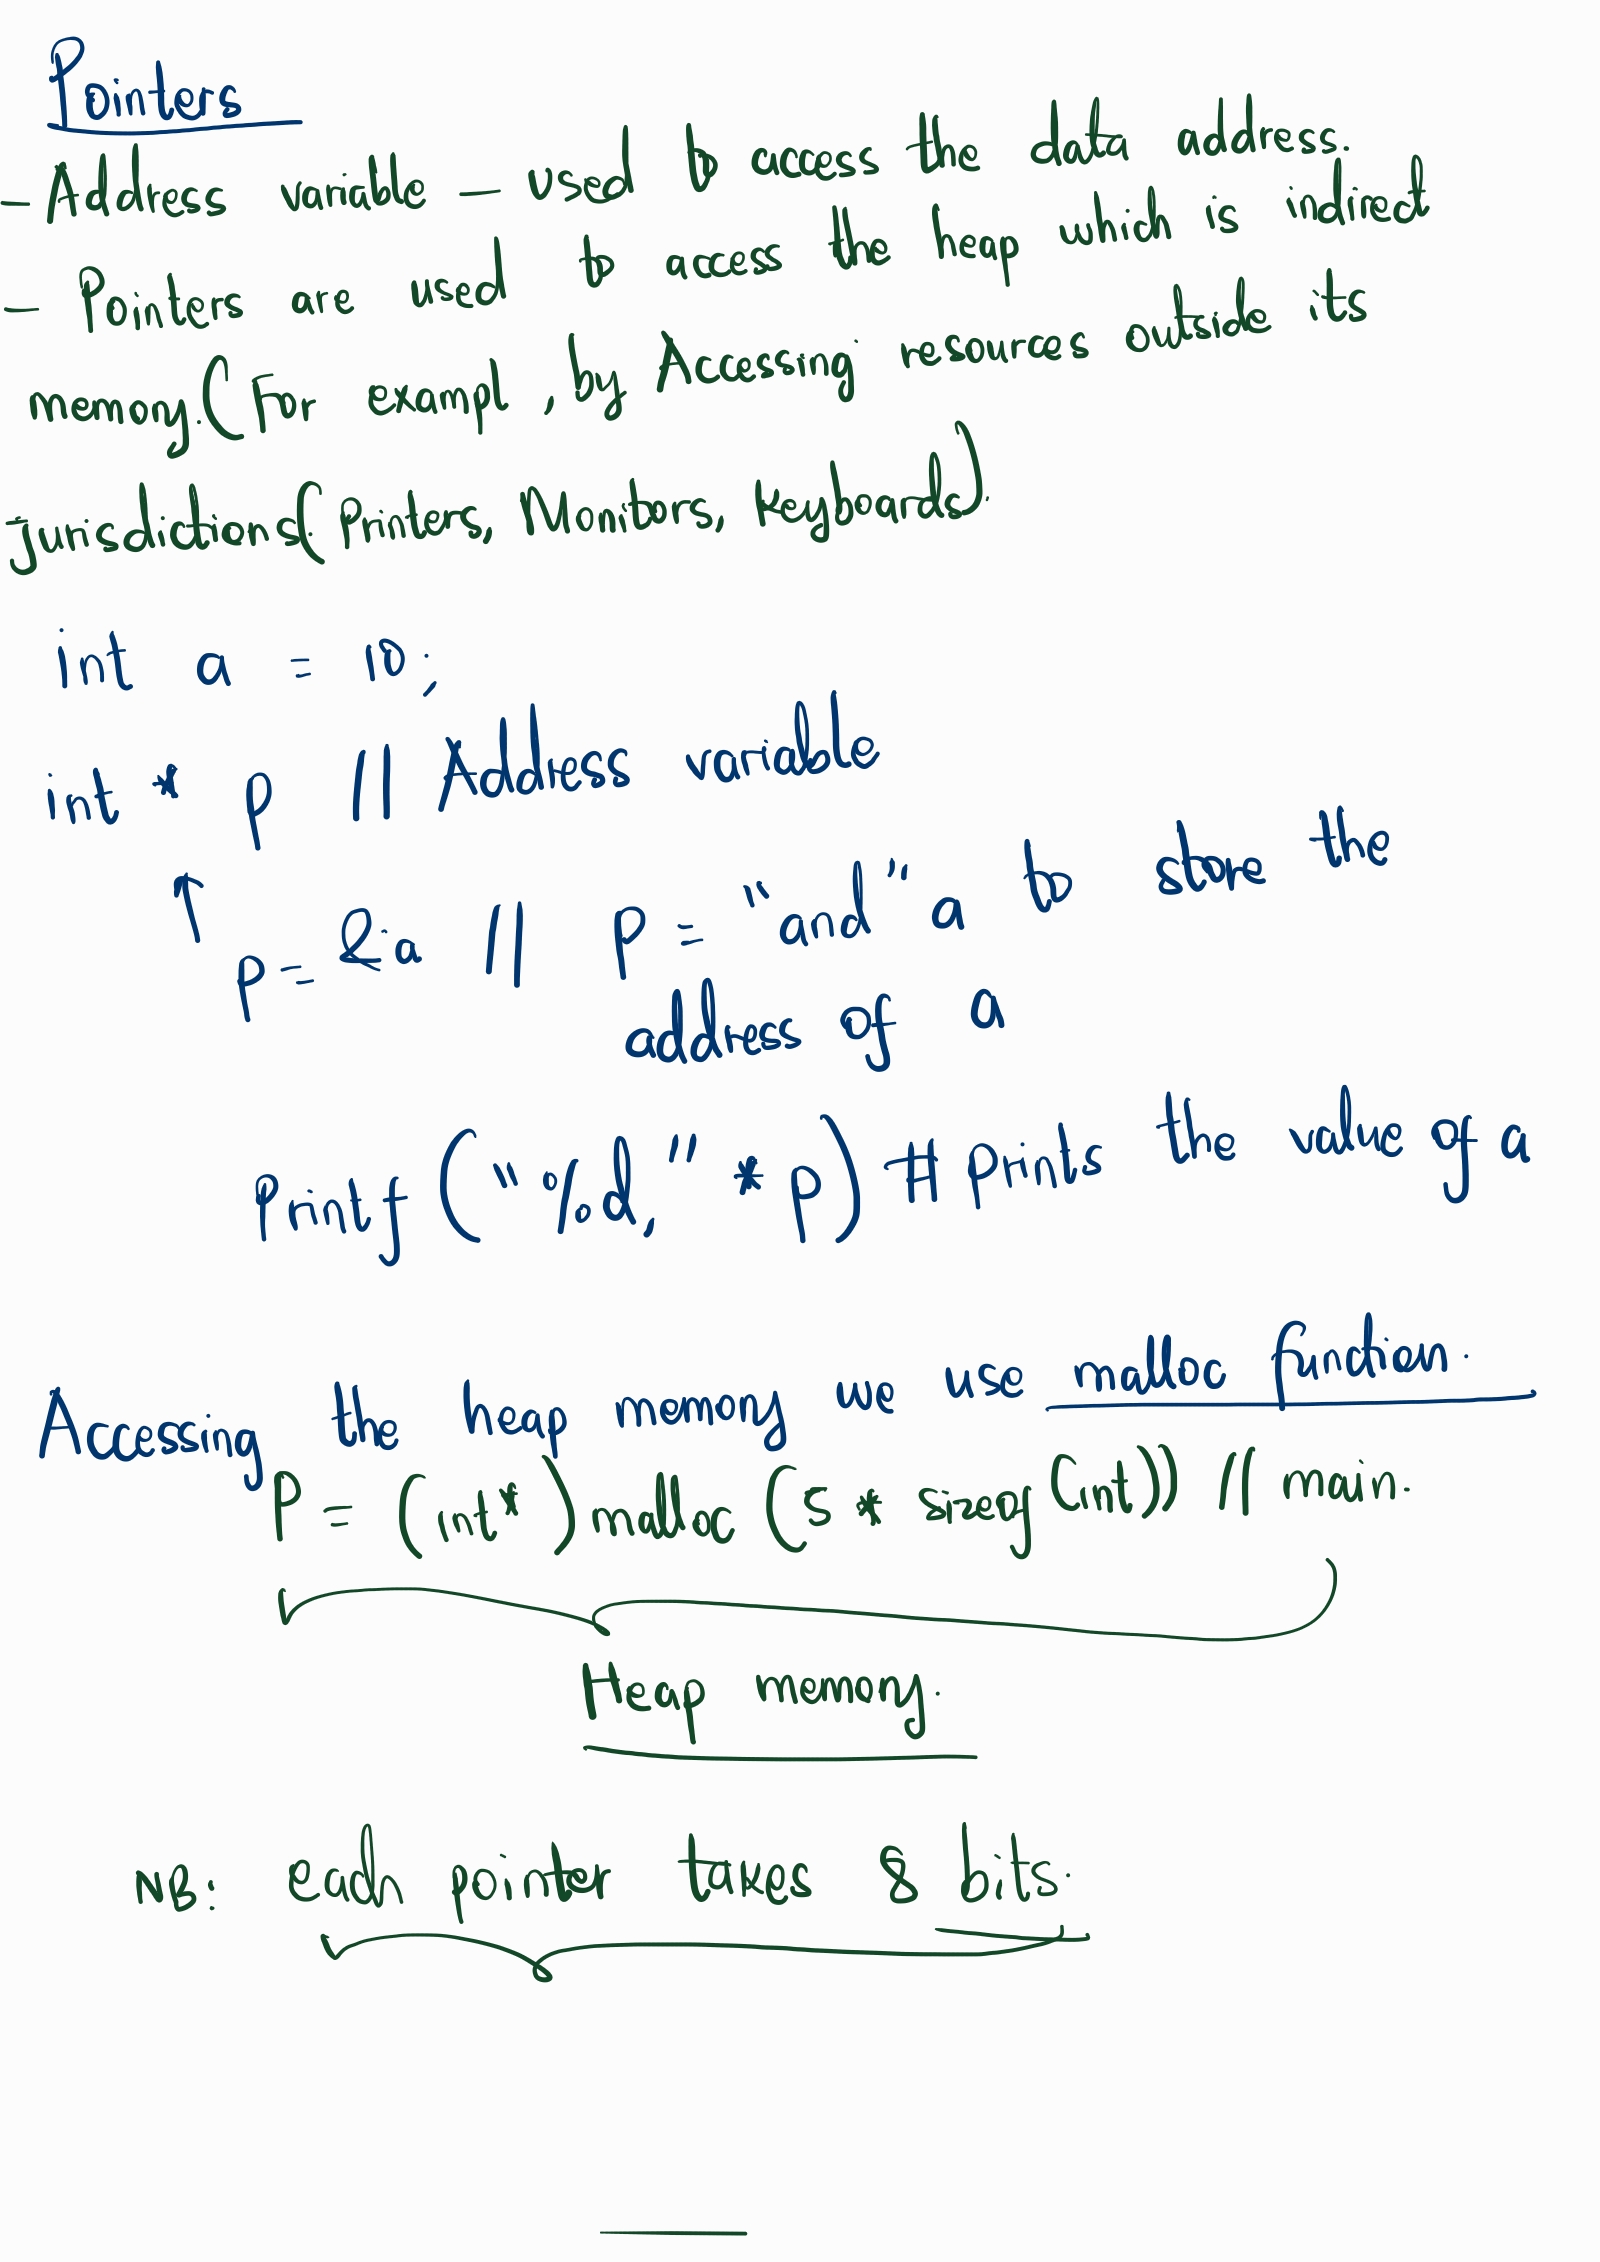 Pointers
- Address variable - used to access the data address.
- Pointers are used to access the heap which is indirect
memory. (For exampl, by Accessing resources outside its
jurisdictions( Printers, Monitors, Keyboards).
int a = 10;
int * p // Address variable
↑
p = &a // p = "and" a to store the
address of a
Printf ("%d," *p) # prints the value of a
Accessing the heap memory we use malloc function.
P = (int*) malloc (5 * sizeof (int)) // main.
Heap memory.
NB: each pointer takes 8 bits.